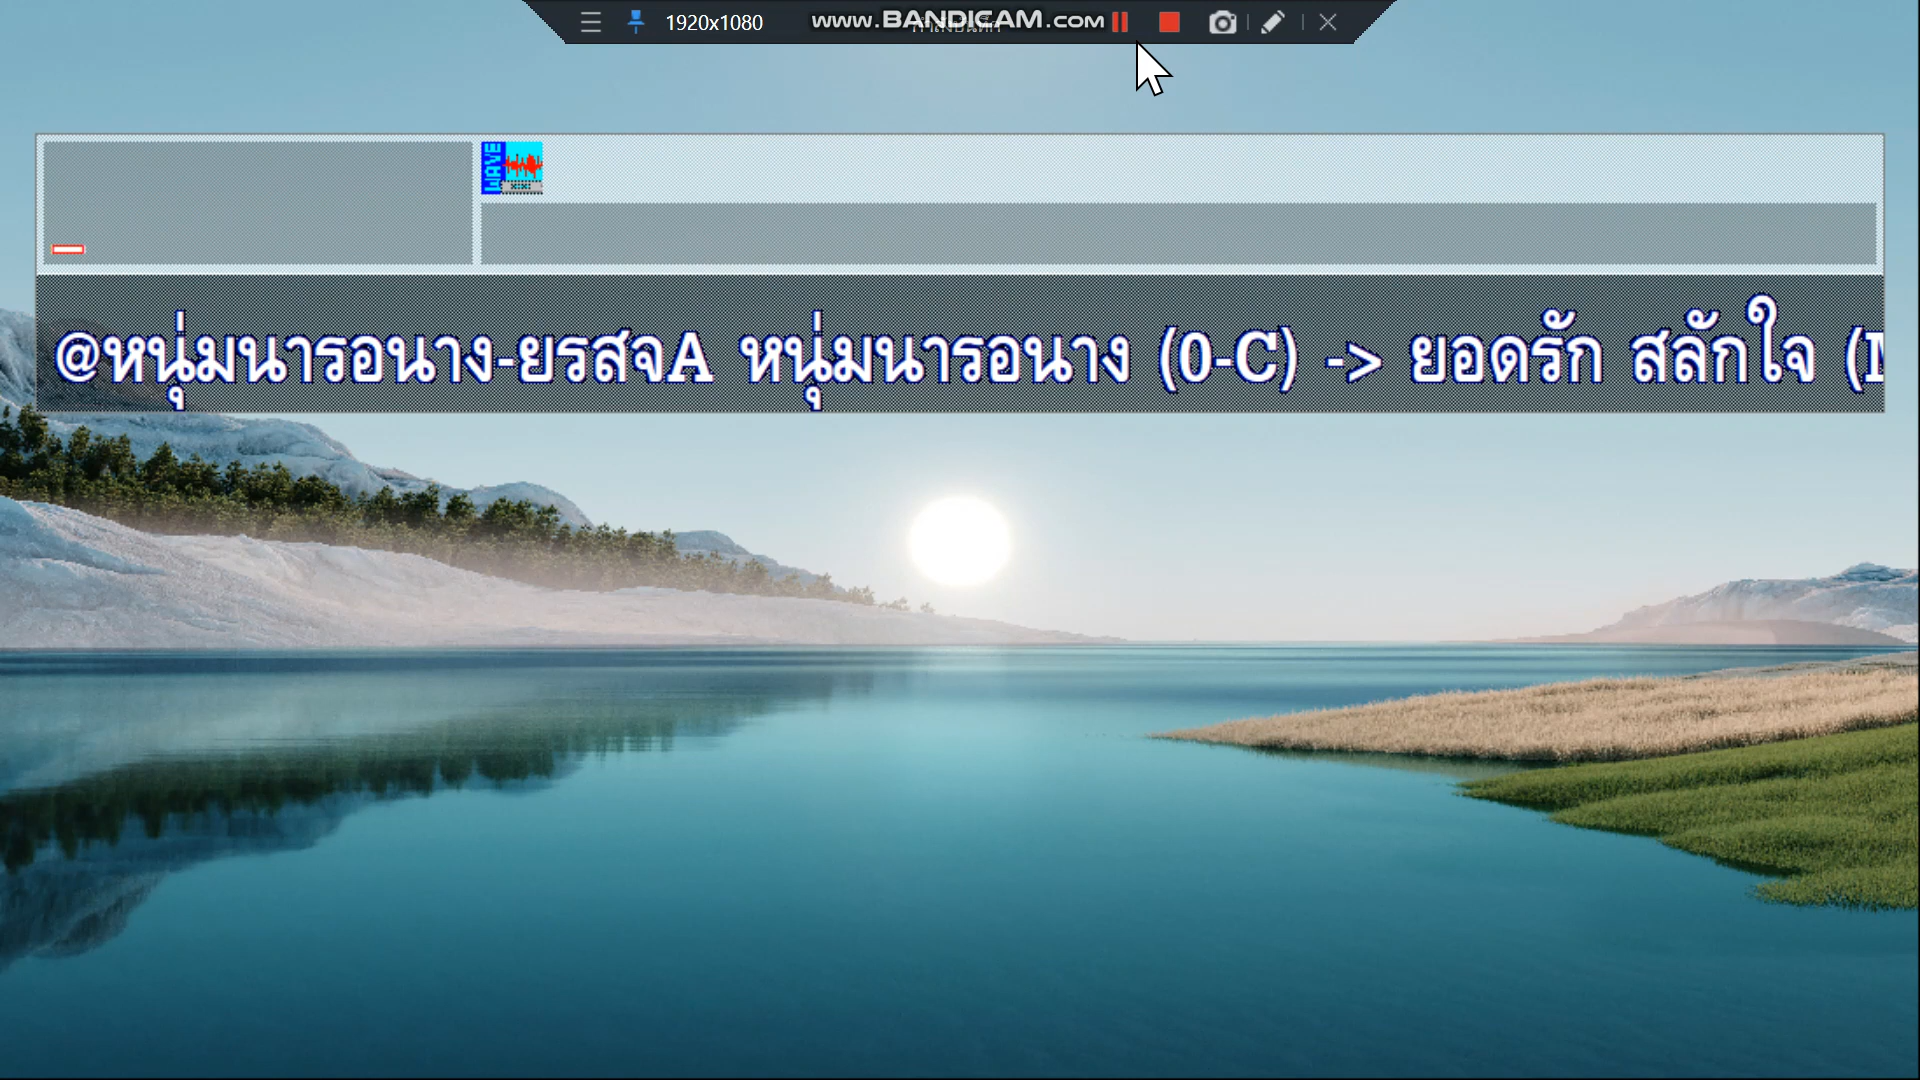 1920x1080 www.BANDICAM.com
WAVE
@หนุ่มนารอนาง-ยรสจA หนุ่มนารอนาง (0-C) -> ยอดรัก สลักใจ (